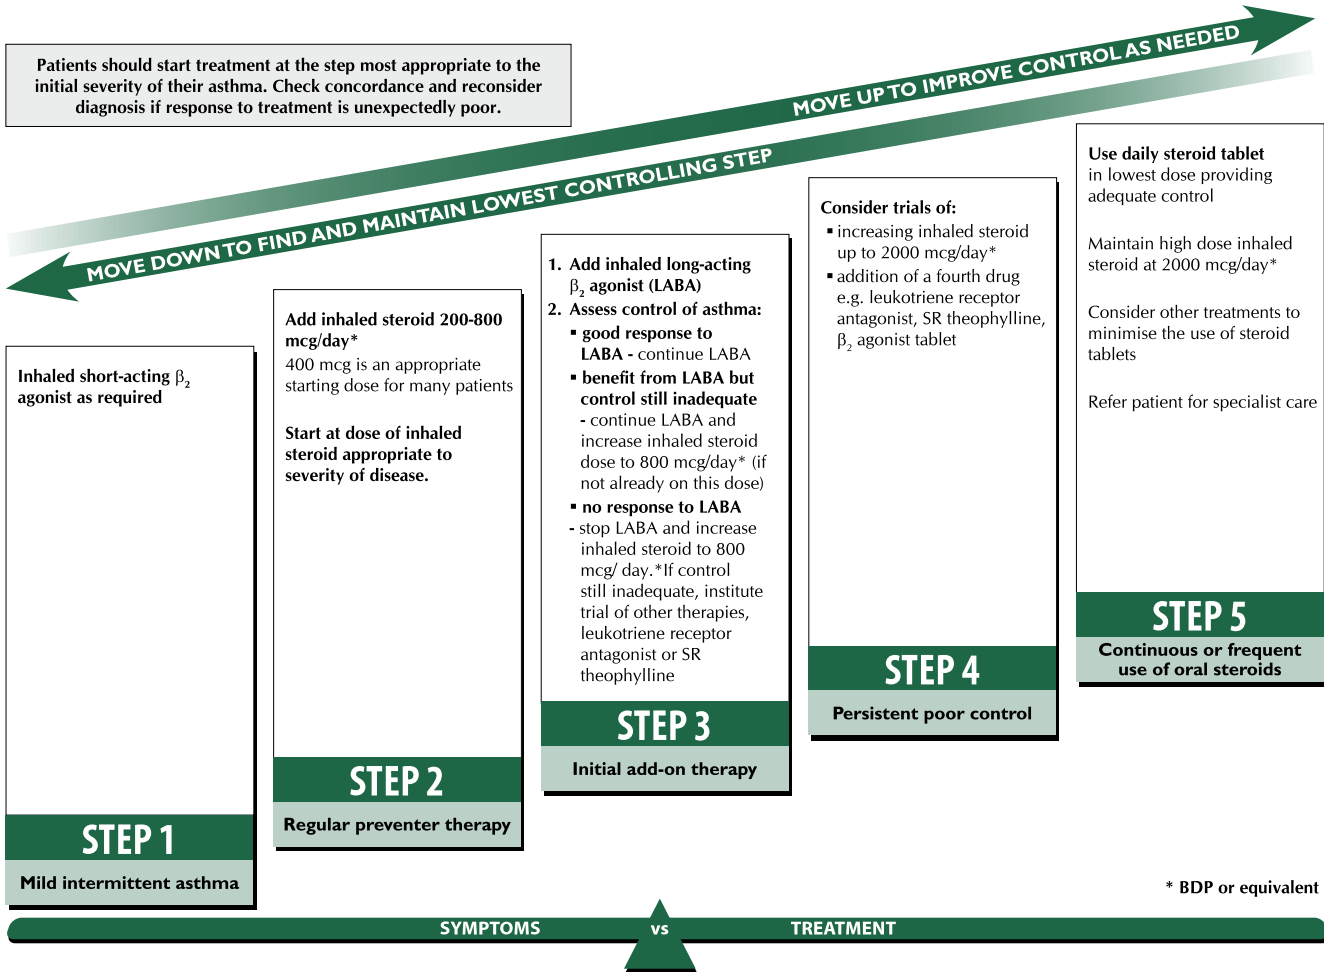 Patients should start treatment at the step most appropriate to the
initial severity of their asthma. Check concordance and reconsider
diagnosis if response to treatment is unexpectedly poor.
MOVE UP TO IMPROVE CONTROL AS NEEDED
MOVE DOWN TO FIND AND MAINTAIN LOWEST CONTROLLING STEP
Inhaled short-acting β₂
agonist as required
STEP 1
Mild intermittent asthma
Add inhaled steroid 200-800
mcg/day*
400 mcg is an appropriate
starting dose for many patients
Start at dose of inhaled
steroid appropriate to
severity of disease.
STEP 2
Regular preventer therapy
1. Add inhaled long-acting
β₂ agonist (LABA)
2. Assess control of asthma:
▪ good response to
LABA - continue LABA
▪ benefit from LABA but
control still inadequate
- continue LABA and
increase inhaled steroid
dose to 800 mcg/day* (if
not already on this dose)
▪ no response to LABA
- stop LABA and increase
inhaled steroid to 800
mcg/ day.*If control
still inadequate, institute
trial of other therapies,
leukotriene receptor
antagonist or SR
theophylline
STEP 3
Initial add-on therapy
Consider trials of:
▪ increasing inhaled steroid
up to 2000 mcg/day*
▪ addition of a fourth drug
e.g. leukotriene receptor
antagonist, SR theophylline,
β₂ agonist tablet
STEP 4
Persistent poor control
Use daily steroid tablet
in lowest dose providing
adequate control
Maintain high dose inhaled
steroid at 2000 mcg/day*
Consider other treatments to
minimise the use of steroid
tablets
Refer patient for specialist care
STEP 5
Continuous or frequent
use of oral steroids
* BDP or equivalent
SYMPTOMS vs TREATMENT